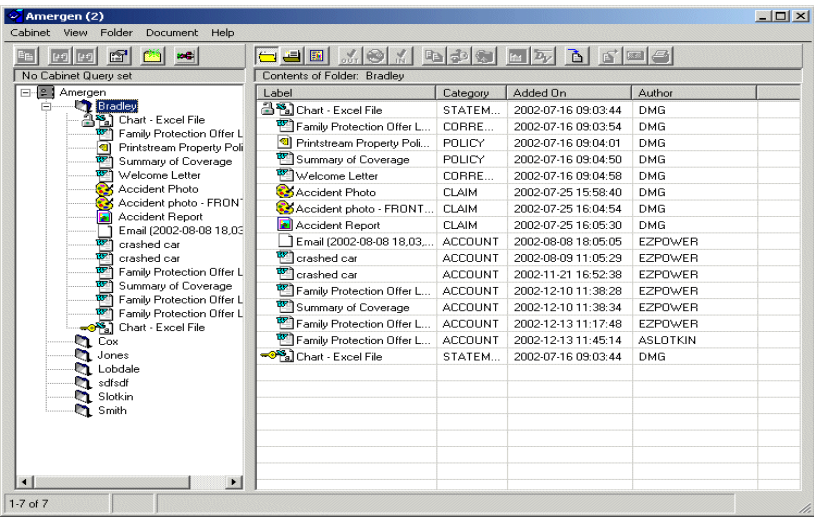 Amergen (2)
Cabinet View Folder Document Help
OUT IN
No Cabinet Query set
Contents of Folder: Bradley
Amergen
Bradley
Chart - Excel File
Family Protection Offer L
Printstream Property Poli
Summary of Coverage
Welcome Letter
Accident Photo
Accident photo - FRONT
Accident Report
Email (2002-08-08 18,03
crashed car
crashed car
Family Protection Offer L
Summary of Coverage
Family Protection Offer L
Family Protection Offer L
Chart - Excel File
Cox
Jones
Lobdale
sdfsdf
Slotkin
Smith
Label Category Added On Author
Chart - Excel File STATEM... 2002-07-16 09:03:44 DMG
Family Protection Offer L... CORRE... 2002-07-16 09:03:54 DMG
Printstream Property Poli... POLICY 2002-07-16 09:04:01 DMG
Summary of Coverage POLICY 2002-07-16 09:04:50 DMG
Welcome Letter CORRE... 2002-07-16 09:04:58 DMG
Accident Photo CLAIM 2002-07-25 15:58:40 DMG
Accident photo - FRONT... CLAIM 2002-07-25 16:04:54 DMG
Accident Report CLAIM 2002-07-25 16:05:30 DMG
Email (2002-08-08 18,03,... ACCOUNT 2002-08-08 18:05:05 EZPOWER
crashed car ACCOUNT 2002-08-09 11:05:29 EZPOWER
crashed car ACCOUNT 2002-11-21 16:52:38 EZPOWER
Family Protection Offer L... ACCOUNT 2002-12-10 11:38:28 EZPOWER
Summary of Coverage ACCOUNT 2002-12-10 11:38:34 EZPOWER
Family Protection Offer L... ACCOUNT 2002-12-13 11:17:48 EZPOWER
Family Protection Offer L... ACCOUNT 2002-12-13 11:45:14 ASLOTKIN
Chart - Excel File STATEM... 2002-07-16 09:03:44 DMG
1-7 of 7